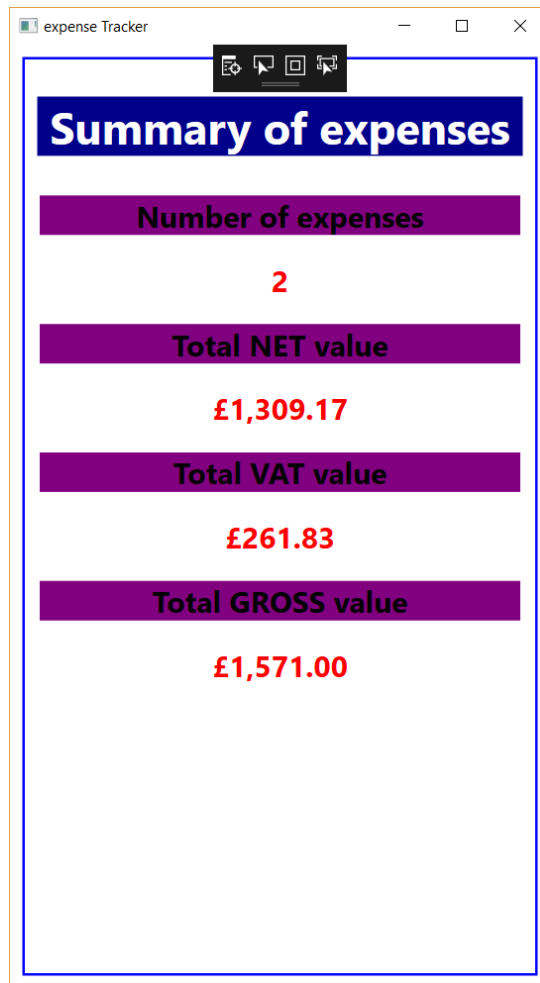 expense Tracker
Summary of expenses
Number of expenses
2
Total NET value
£1,309.17
Total VAT value
£261.83
Total GROSS value
£1,571.00